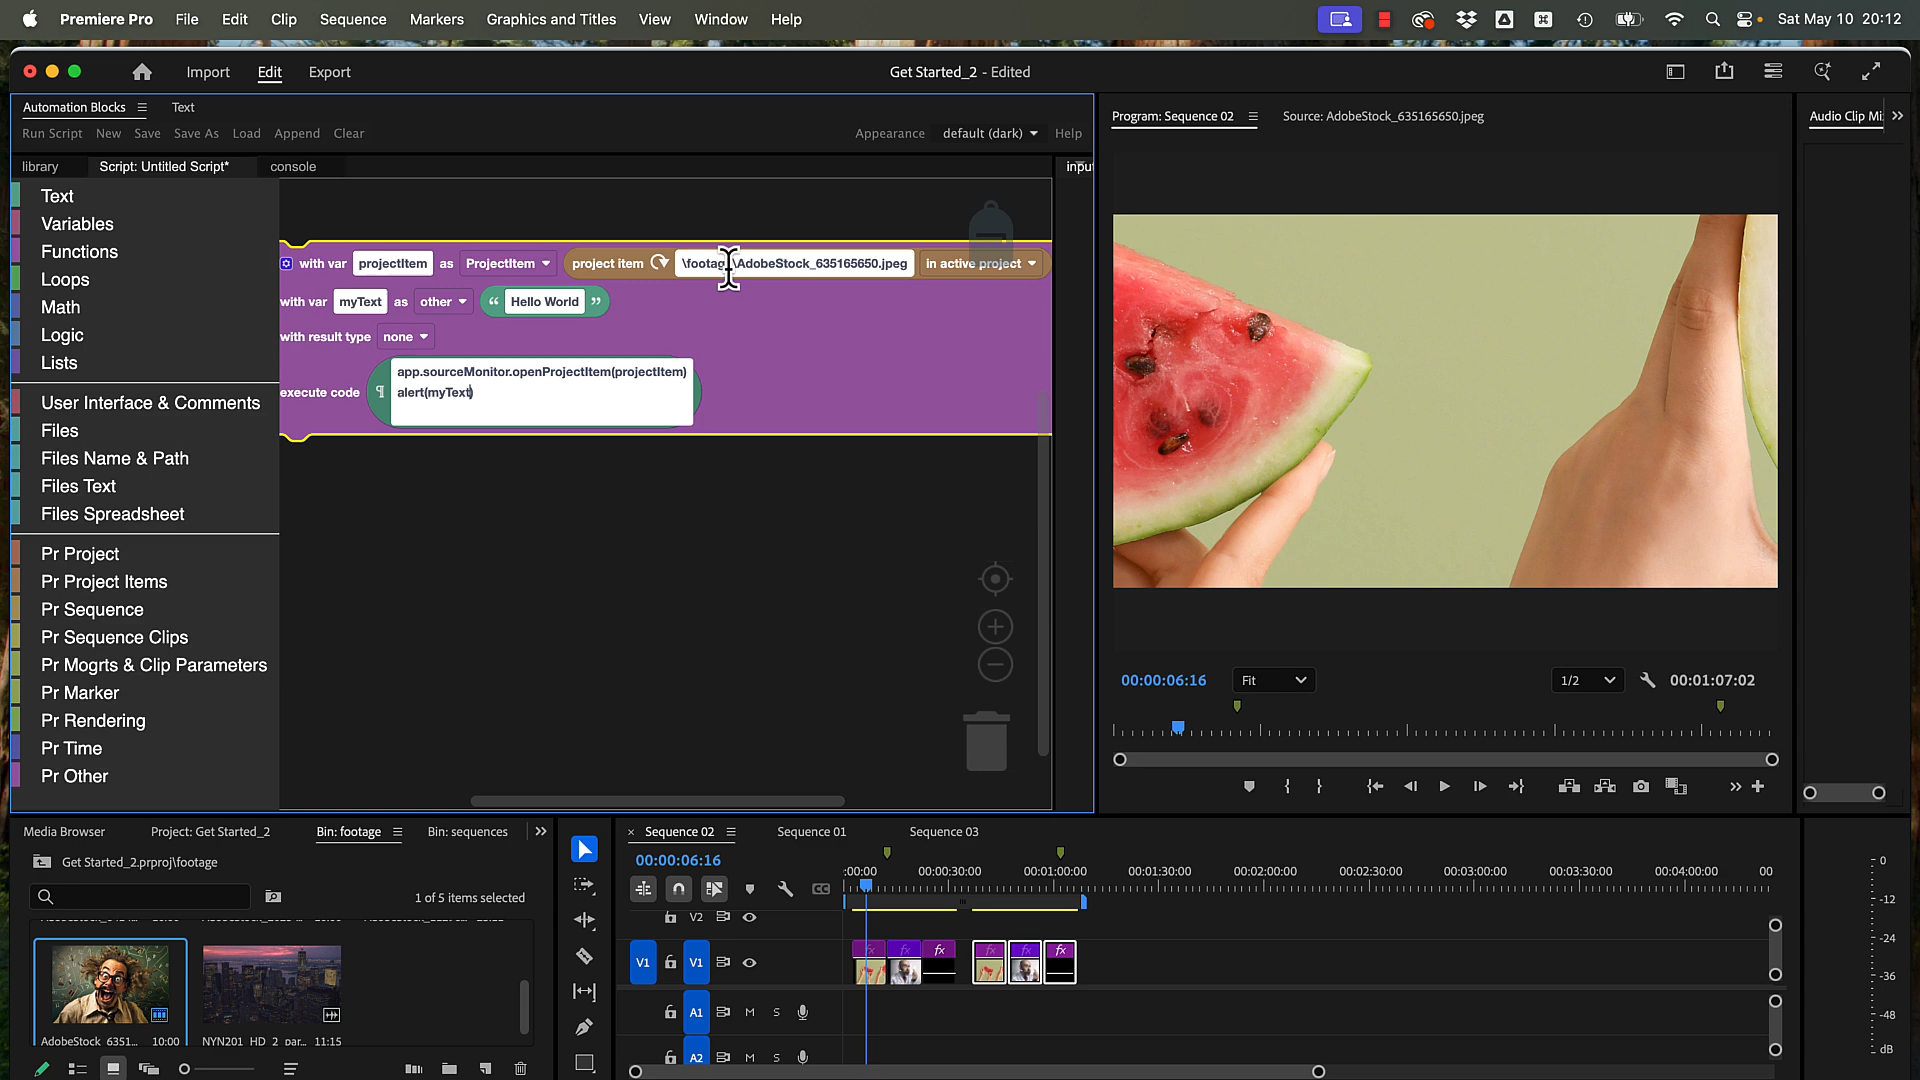 Premiere Pro File Edit Clip Sequence Markers Graphics and Titles View Window Help Sat May 10 20:12
Import Edit Export Get Started_2 - Edited
Automation Blocks Text
Run Script New Save Save As Load Append Clear Appearance default (dark) Help
library Script: Untitled Script* console input
Text
Variables
Functions
Loops
Math
Logic
Lists
User Interface & Comments
Files
Files Name & Path
Files Text
Files Spreadsheet
Pr Project
Pr Project Items
Pr Sequence
Pr Sequence Clips
Pr Mogrts & Clip Parameters
Pr Marker
Pr Rendering
Pr Time
Pr Other
with var projectItem as ProjectItem project item \AdobeStock_635165650.jpeg in active project
with var myText as other “ Hello World ”
with result type none
execute code ¶ app.sourceMonitor.openProjectItem(projectItem)
alert(myText)
Program: Sequence 02 Source: AdobeStock_635165650.jpeg
Audio Clip Mi
00:00:06:16 Fit 1/2 00:01:07:02
Media Browser Project: Get Started_2 Bin: footage Bin: sequences
Get Started_2.prproj\footage
1 of 5 items selected
AdobeStock_6351... 10:00 NYN201_HD_2_par... 11:15
Sequence 02 Sequence 01 Sequence 03
00:00:06:16
:00:00 00:00:30:00 00:01:00:00 00:01:30:00 00:02:00:00 00:02:30:00 00:03:00:00 00:03:30:00 00:04:00:00 00
V2
V1 V1
fx fx fx fx fx fx
A1 M S
A2 M S
0
-12
-24
-36
-48
dB